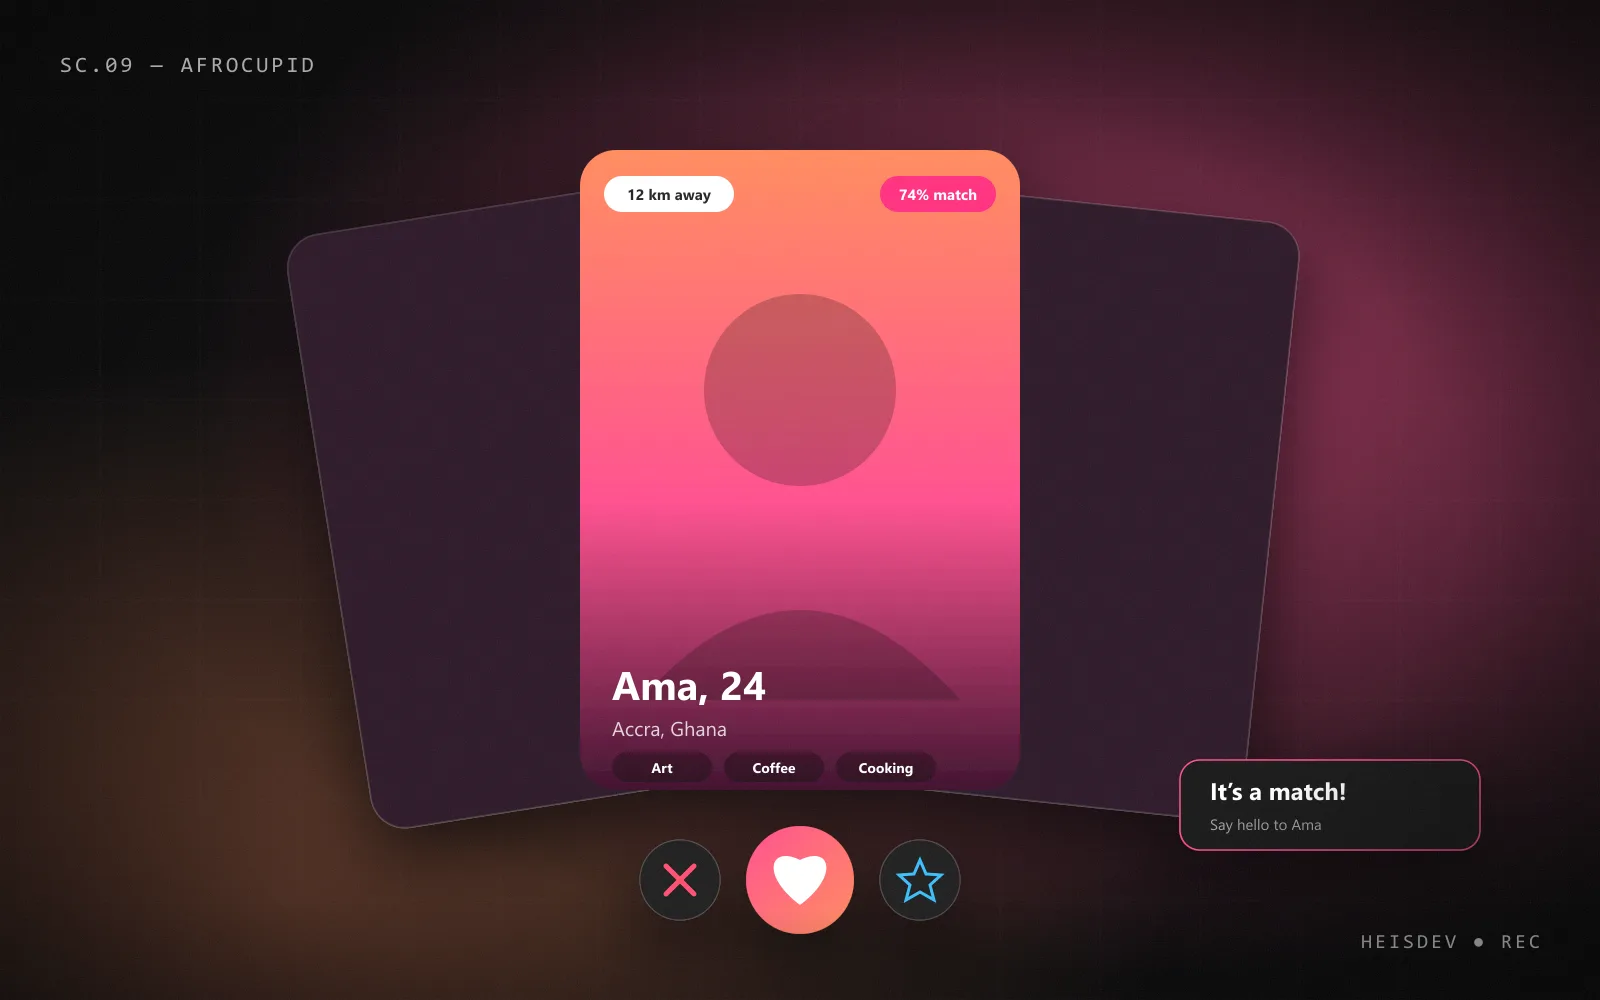 SC.09 — AFROCUPID
12 km away
74% match
Ama, 24
Accra, Ghana
Art
Coffee
Cooking
It’s a match!
Say hello to Ama
HEISDEV ● REC